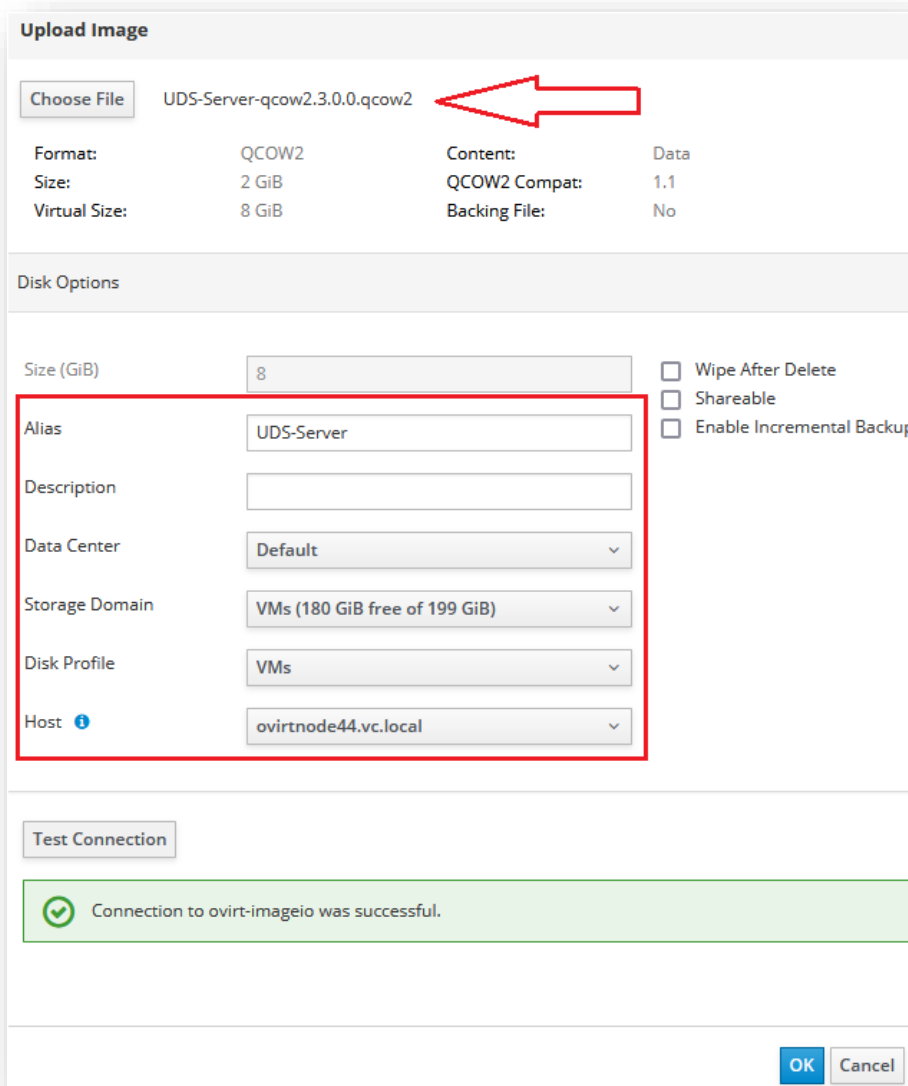 Upload Image
Choose File UDS-Server-qcow2.3.0.0.qcow2
Format: QCOW2 Content: Data
Size: 2 GiB QCOW2 Compat: 1.1
Virtual Size: 8 GiB Backing File: No
Disk Options
Size (GiB) 8 Wipe After Delete
Shareable
Alias UDS-Server Enable Incremental Backup
Description
Data Center Default
Storage Domain VMs (180 GiB free of 199 GiB)
Disk Profile VMs
Host ovirtnode44.vc.local
Test Connection
Connection to ovirt-imageio was successful.
OK Cancel